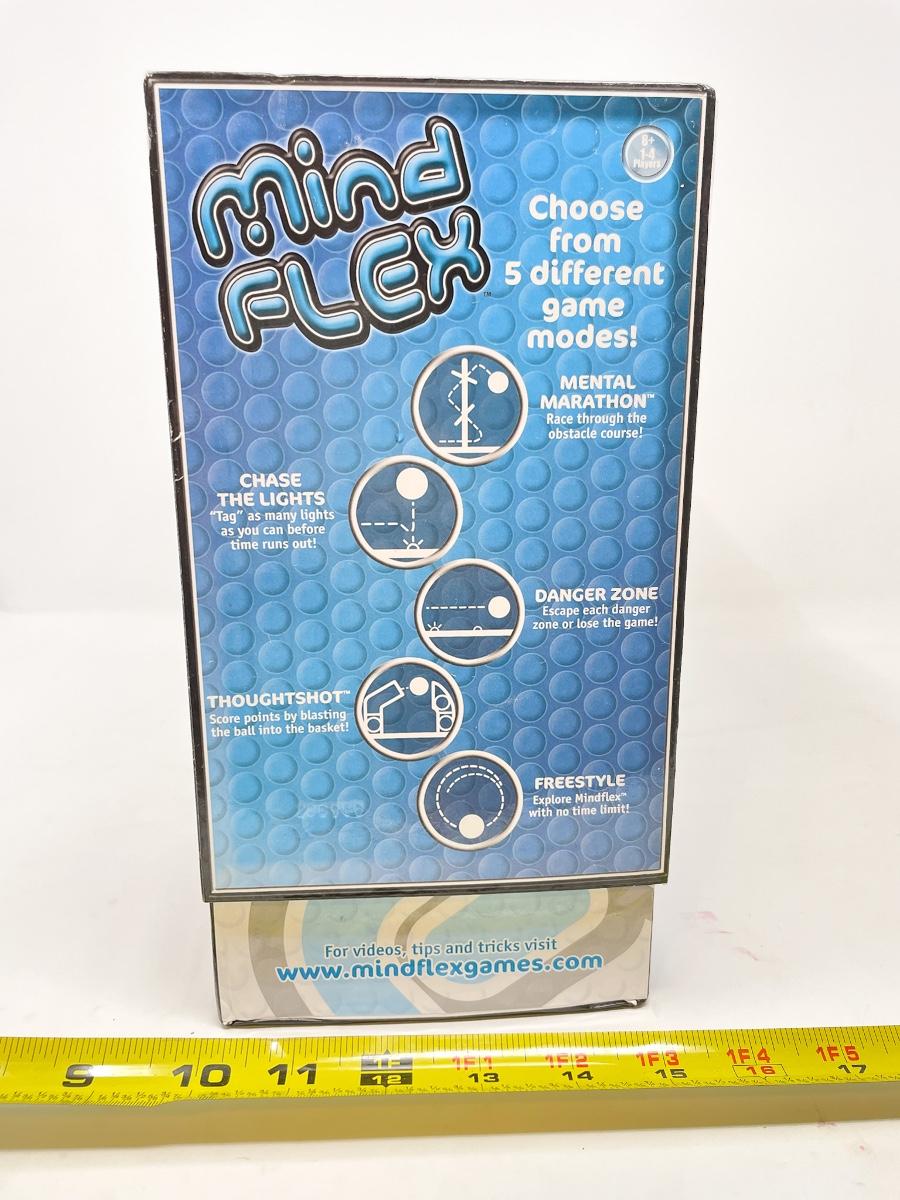 mind
FLEX™
8+
1-4
Players
Choose
from
5 different
game
modes!
MENTAL
MARATHON™
Race through the
obstacle course!
CHASE
THE LIGHTS
"Tag" as many lights
as you can before
time runs out!
DANGER ZONE
Escape each danger
zone or lose the game!
THOUGHTSHOT™
Score points by blasting
the ball into the basket!
FREESTYLE
Explore Mindflex™
with no time limit!
For videos, tips and tricks visit
www.mindflexgames.com
1F 1F1 1F2 1F3 1F4 1F5
9 10 11 12 13 14 15 16 17